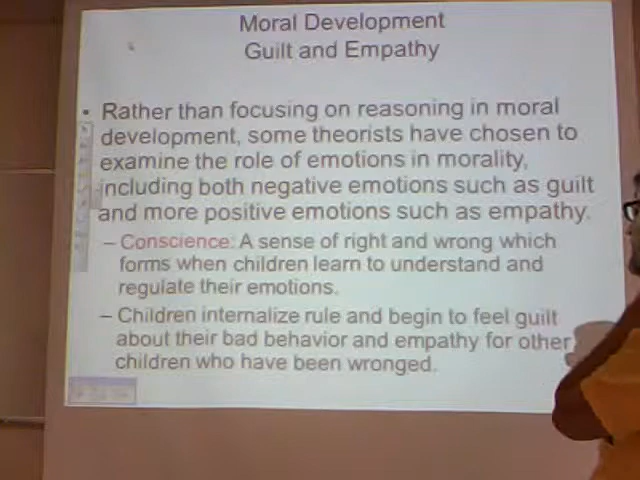 Moral Development
Guilt and Empathy
• Rather than focusing on reasoning in moral
development, some theorists have chosen to
examine the role of emotions in morality,
including both negative emotions such as guilt
and more positive emotions such as empathy.
– Conscience: A sense of right and wrong which
forms when children learn to understand and
regulate their emotions.
– Children internalize rule and begin to feel guilt
about their bad behavior and empathy for other
children who have been wronged.